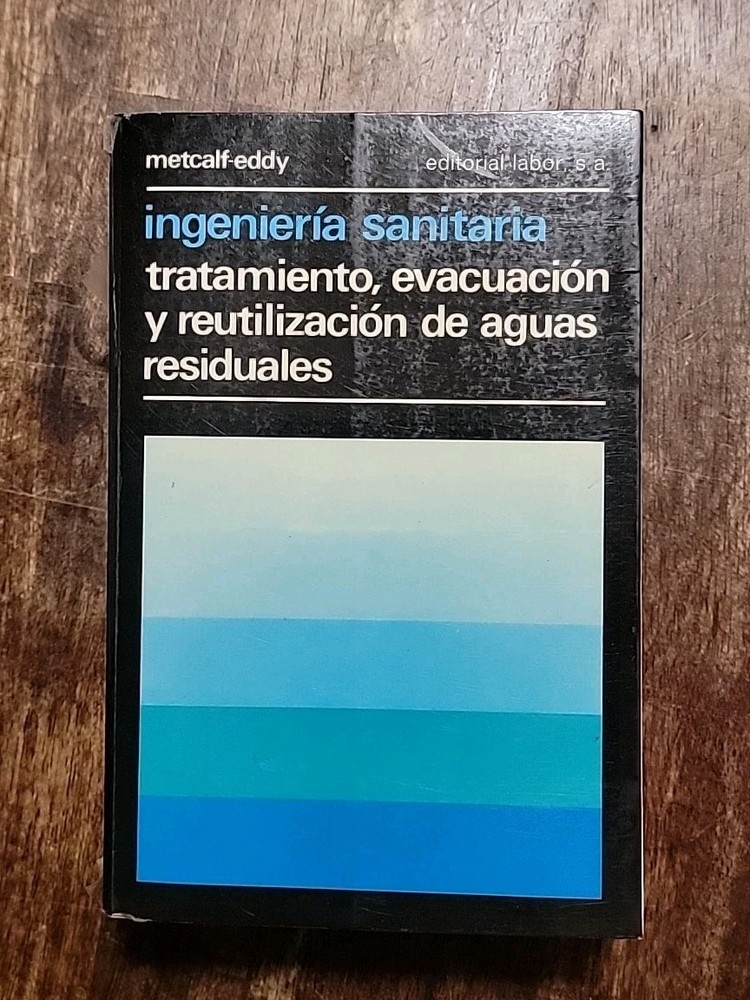 metcalf-eddy editorial labor, s.a.
ingeniería sanitaria
tratamiento, evacuación
y reutilización de aguas
residuales